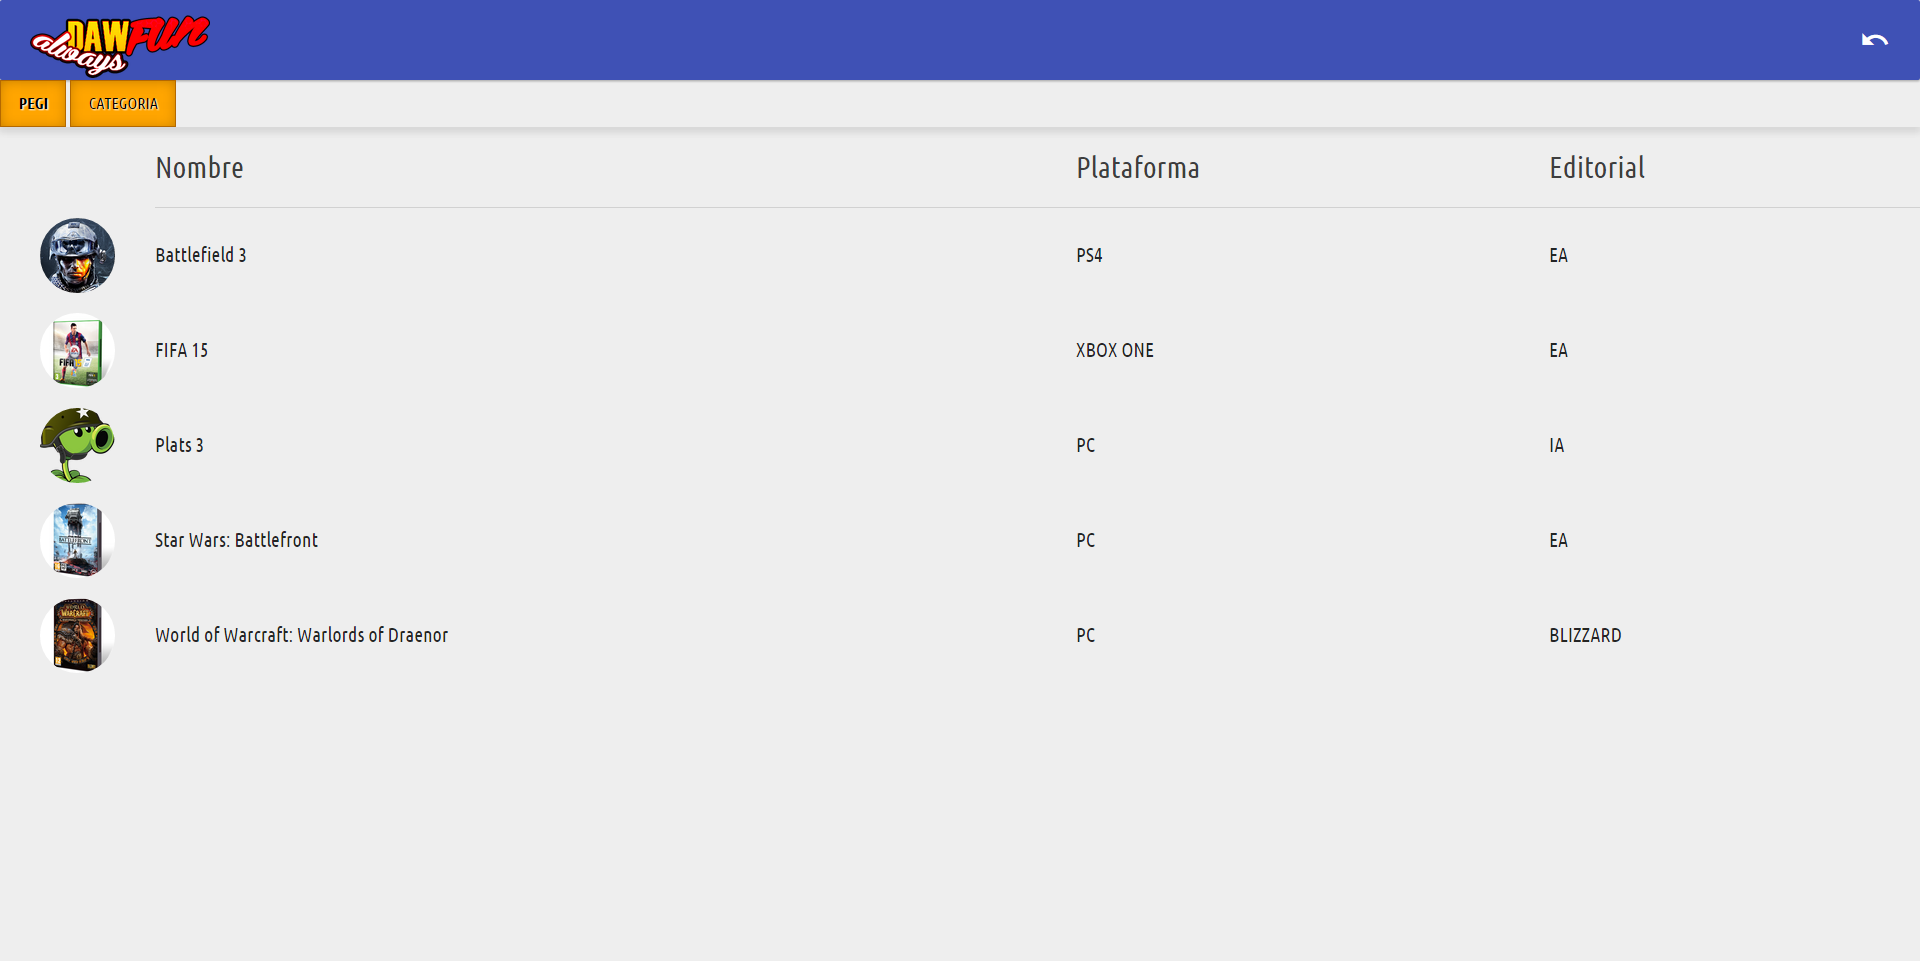 always DAW FUN
PEGI CATEGORIA
Nombre Plataforma Editorial
Battlefield 3 PS4 EA
FIFA 15 XBOX ONE EA
Plats 3 PC IA
Star Wars: Battlefront PC EA
World of Warcraft: Warlords of Draenor PC BLIZZARD